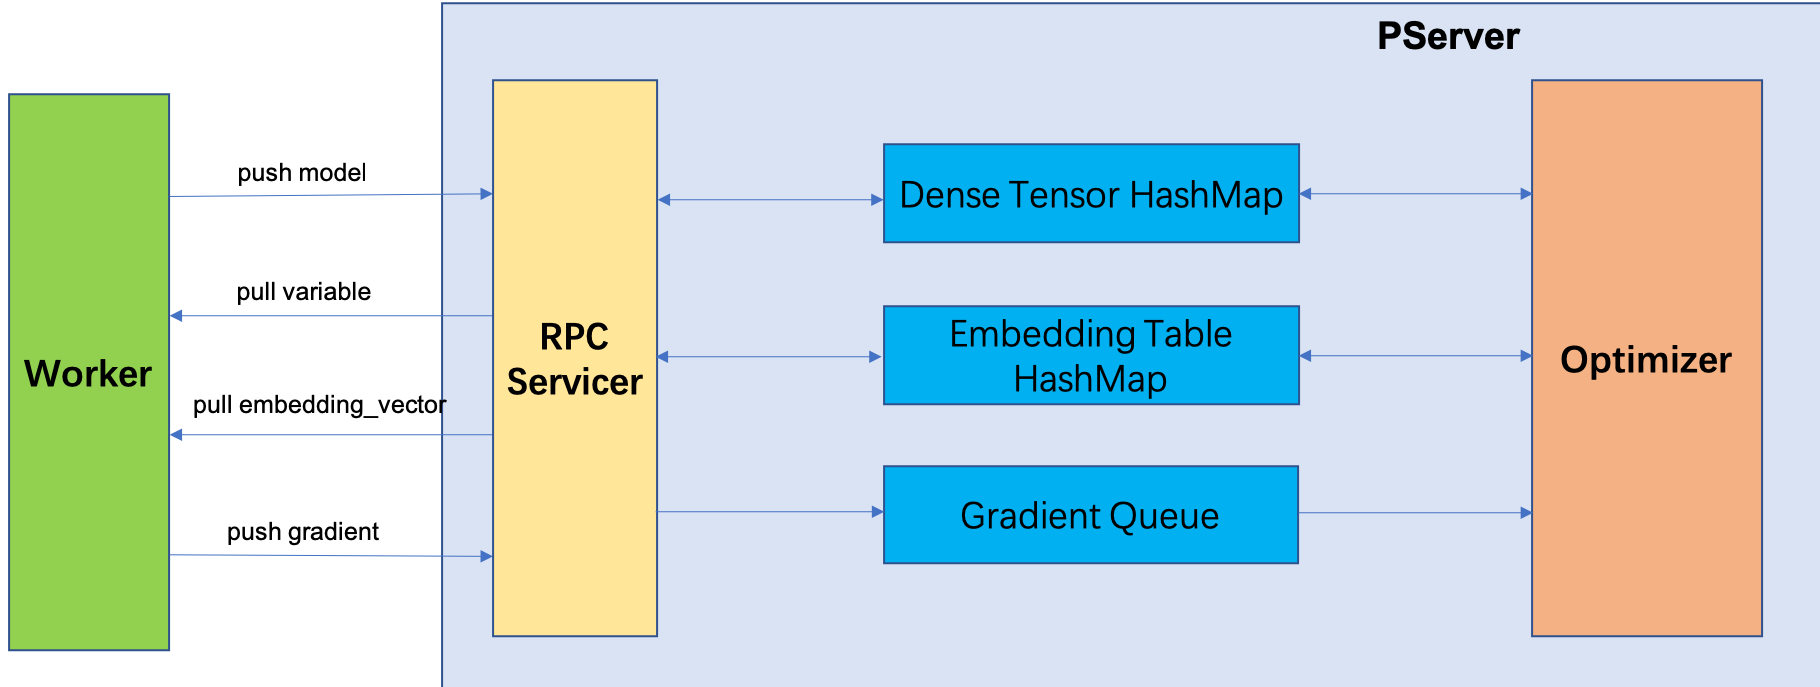 PServer
push model
Dense Tensor HashMap
pull variable
RPC
Servicer
Embedding Table
HashMap
Worker
Optimizer
pull embedding_vector
Gradient Queue
push gradient